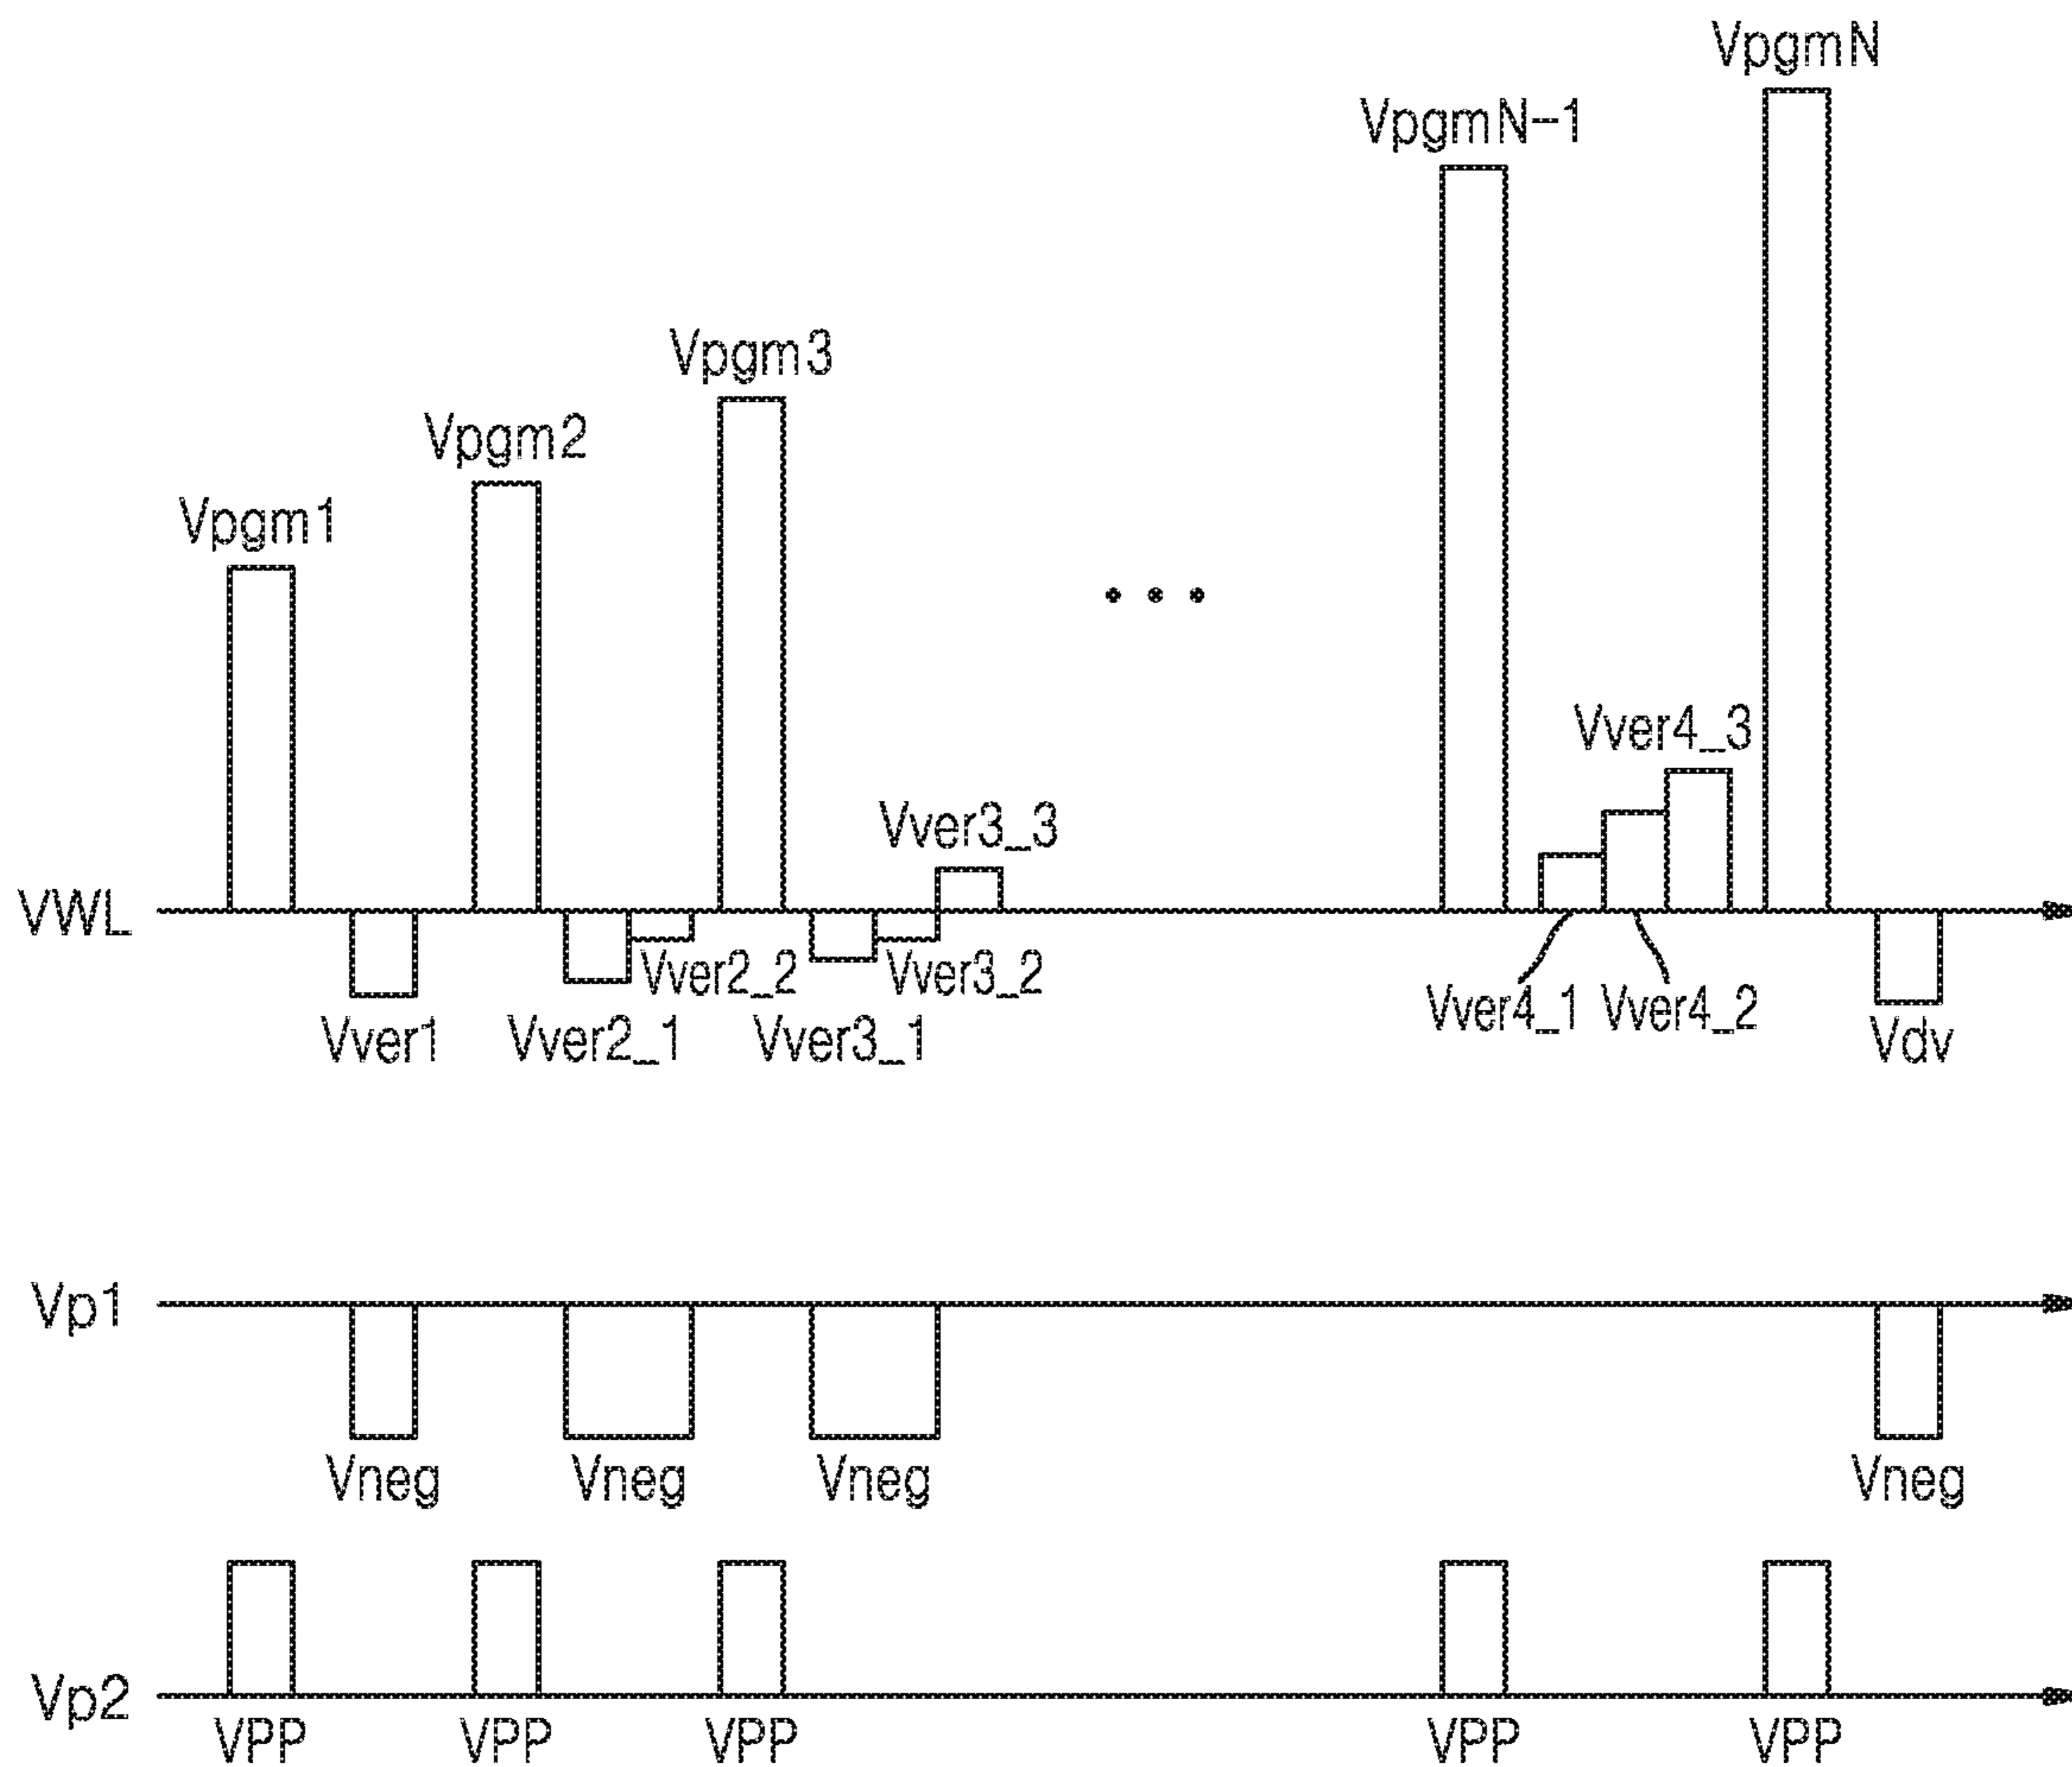 VpgmN
VpgmN-1
Vpgm3
Vpgm2
Vpgm1
Vver4_3
Vver3_3
VWL
Vver2_2
Vver3_2
Vver4_1
Vver4_2
Vver1
Vver2_1
Vver3_1
Vdv
Vp1
Vneg
Vneg
Vneg
Vneg
Vp2
VPP
VPP
VPP
VPP
VPP